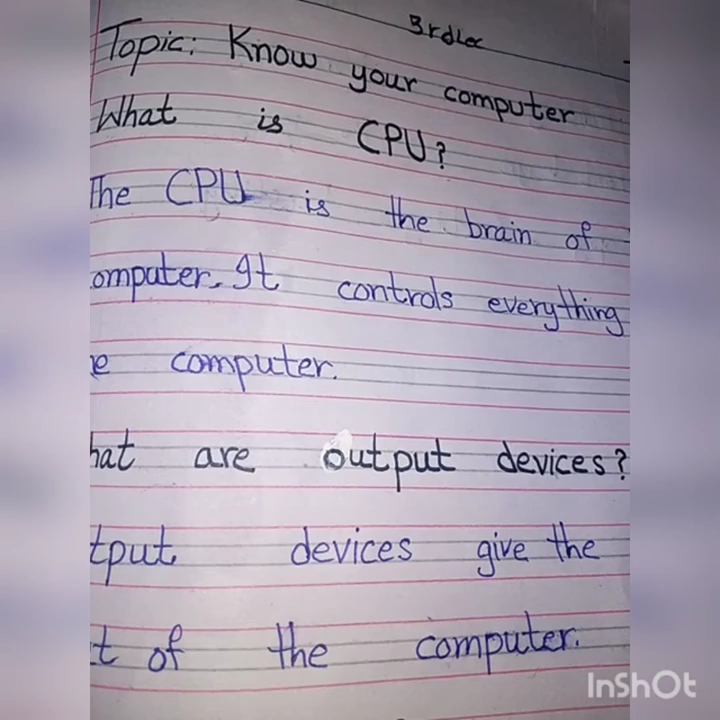 3rd Lec
Topic: Know your computer
What is CPU?
The CPU is the brain of
omputer. It controls everything
e computer.
hat are output devices?
tput devices give the
t of the computer.
InShOt